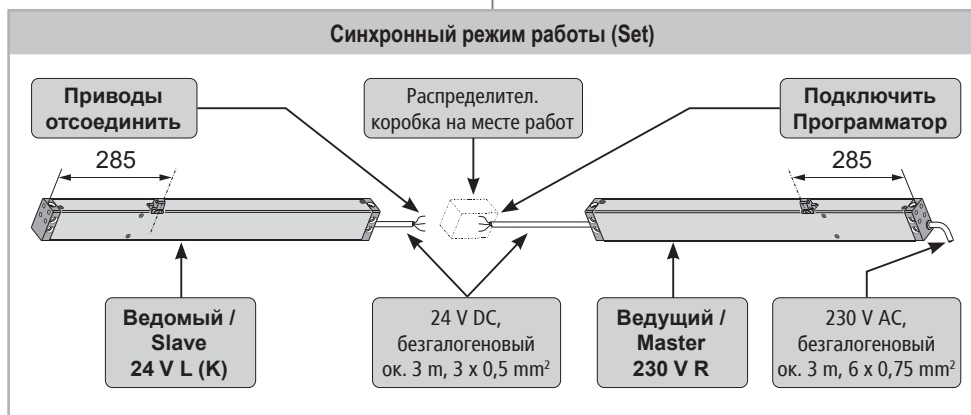 Синхронный режим работы (Set)
Приводы
отсоединить
Распределител.
коробка на месте работ
Подключить
Программатор
285
285
Ведомый /
Slave
24 V L (K)
24 V DC,
безгалогеновый
ок. 3 m, 3 x 0,5 mm²
Ведущий /
Master
230 V R
230 V AC,
безгалогеновый
ок. 3 m, 6 x 0,75 mm²